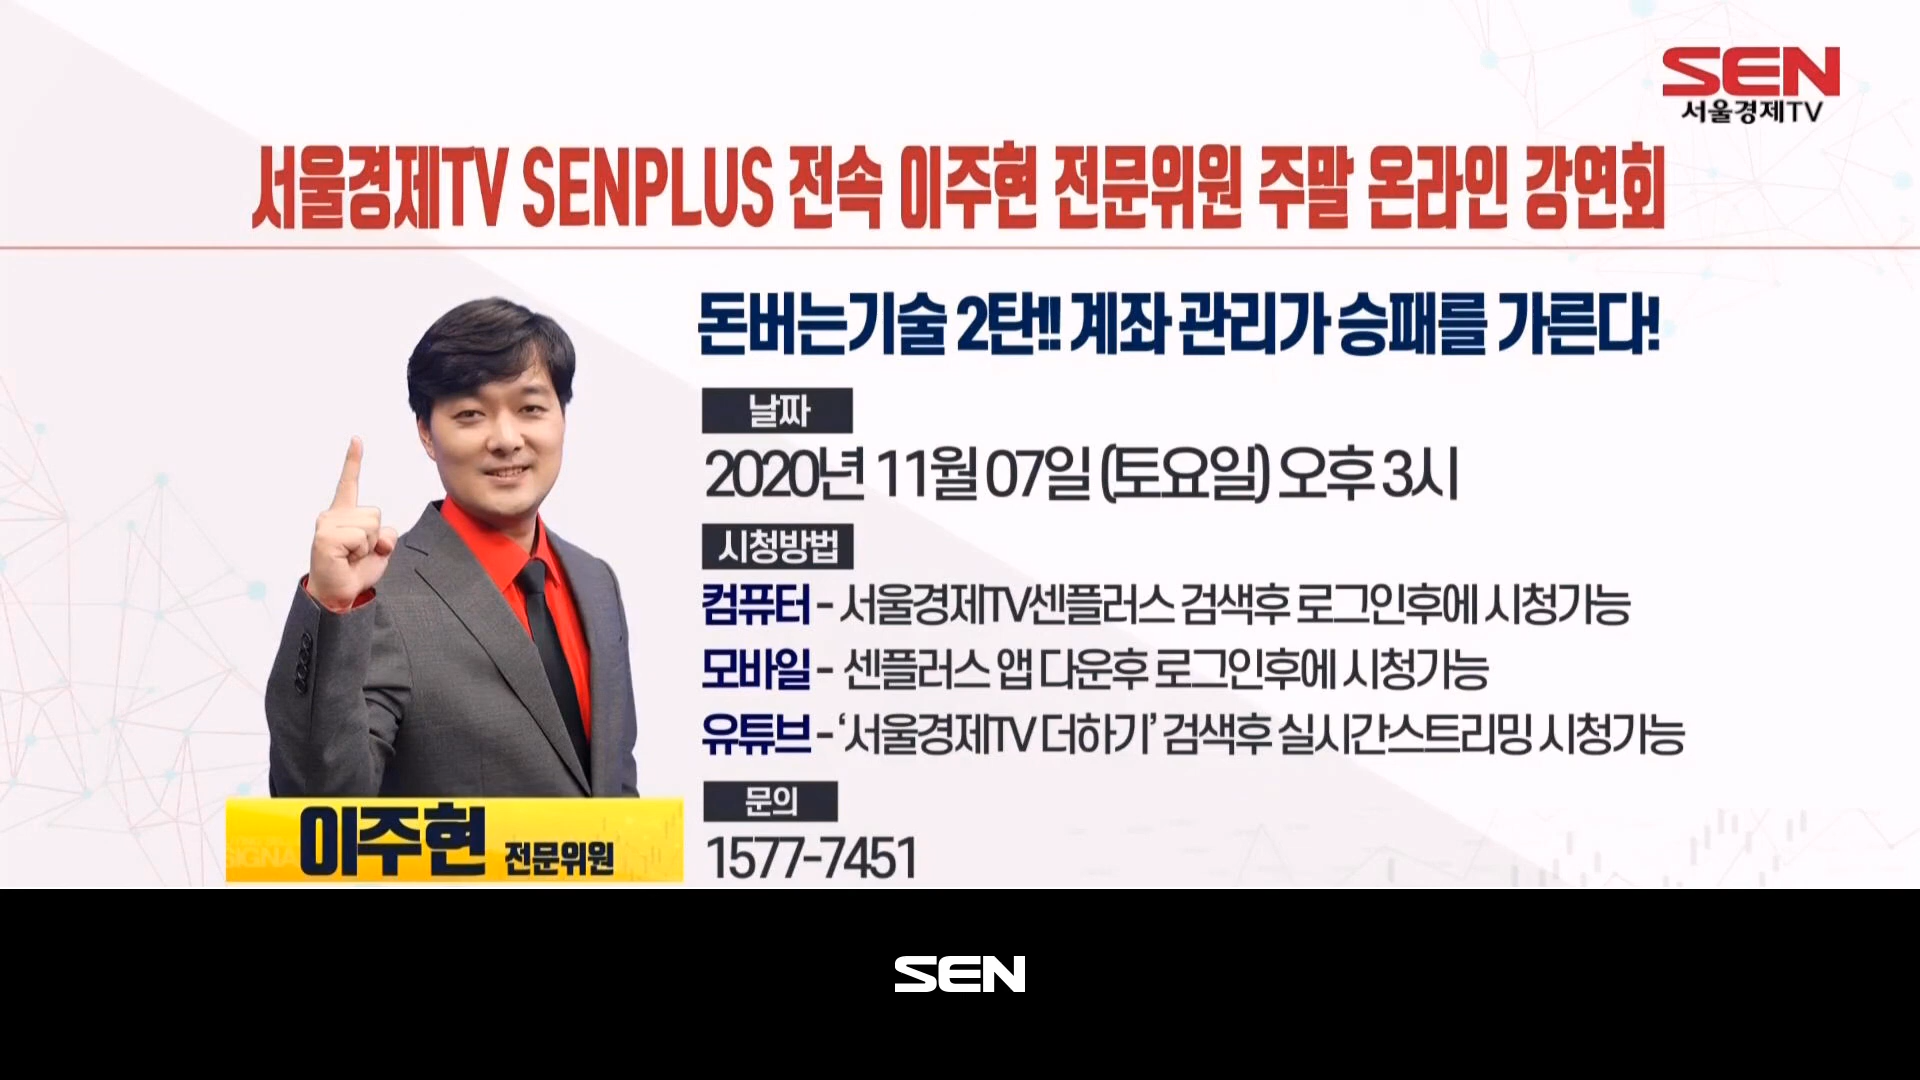 SEN
서울경제TV
서울경제TV SENPLUS 전속 이주현 전문위원 주말 온라인 강연회
돈버는기술 2탄!! 계좌 관리가 승패를 가른다!
날짜
2020년 11월 07일 (토요일) 오후 3시
시청방법
컴퓨터 - 서울경제TV센플러스 검색후 로그인후에 시청가능
모바일 - 센플러스 앱 다운후 로그인후에 시청가능
유튜브 - '서울경제TV 더하기' 검색후 실시간스트리밍 시청가능
문의
1577-7451
SIGNA
이주현 전문위원
SEN